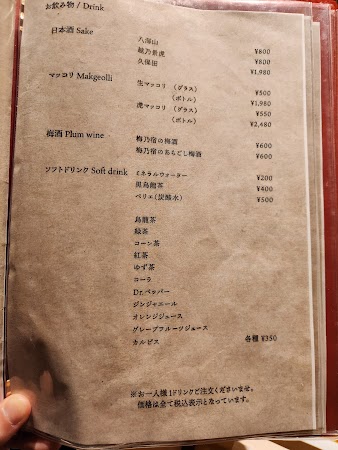 お飲み物 / Drink
日本酒 Sake
八海山
越乃景虎 ¥800
久保田 ¥800
¥1,980
マッコリ Makgeolli
生マッコリ （グラス） ¥500
（ボトル） ¥1,980
虎マッコリ （グラス） ¥550
（ボトル） ¥2,480
梅酒 Plum wine
梅乃宿の梅酒 ¥600
梅乃宿のあらごし梅酒 ¥600
ソフトドリンク Soft drink
ミネラルウォーター ¥200
黒烏龍茶 ¥400
ペリエ(炭酸水) ¥500
烏龍茶
緑茶
コーン茶
紅茶
ゆず茶
コーラ
Dr.ペッパー
ジンジャエール
オレンジジュース
グレープフルーツジュース
カルピス 各種 ¥350
※お一人様1ドリンクご注文くださいませ。
価格は全て税込表示となっています。